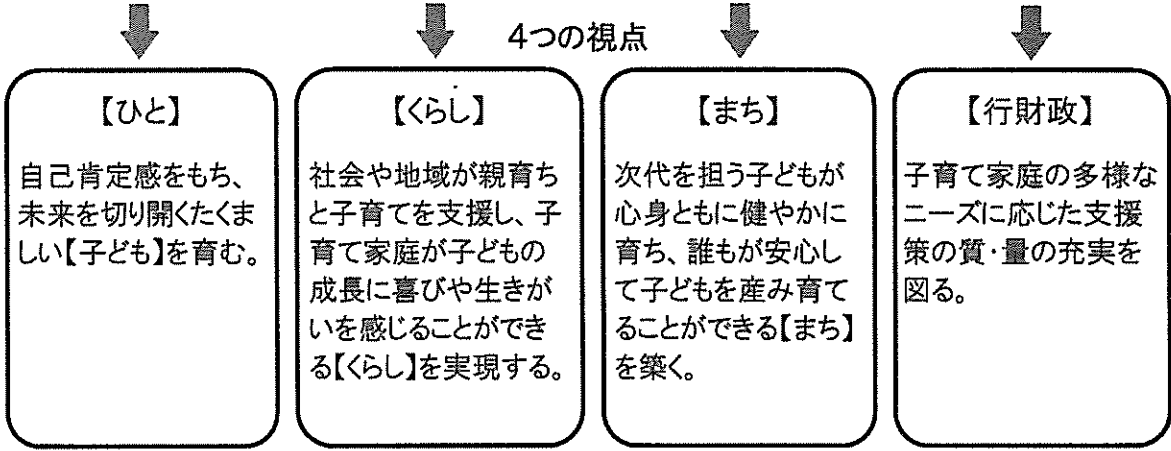 4つの視点
【ひと】
自己肯定感をもち、
未来を切り開くたくま
しい【子ども】を育む。
【くらし】
社会や地域が親育ち
と子育てを支援し、子
育て家庭が子どもの
成長に喜びや生きが
いを感じることができ
る【くらし】を実現する。
【まち】
次代を担う子どもが
心身ともに健やかに
育ち、誰もが安心し
て子どもを産み育て
ることができる【まち】
を築く。
【行財政】
子育て家庭の多様な
ニーズに応じた支援
策の質・量の充実を
図る。